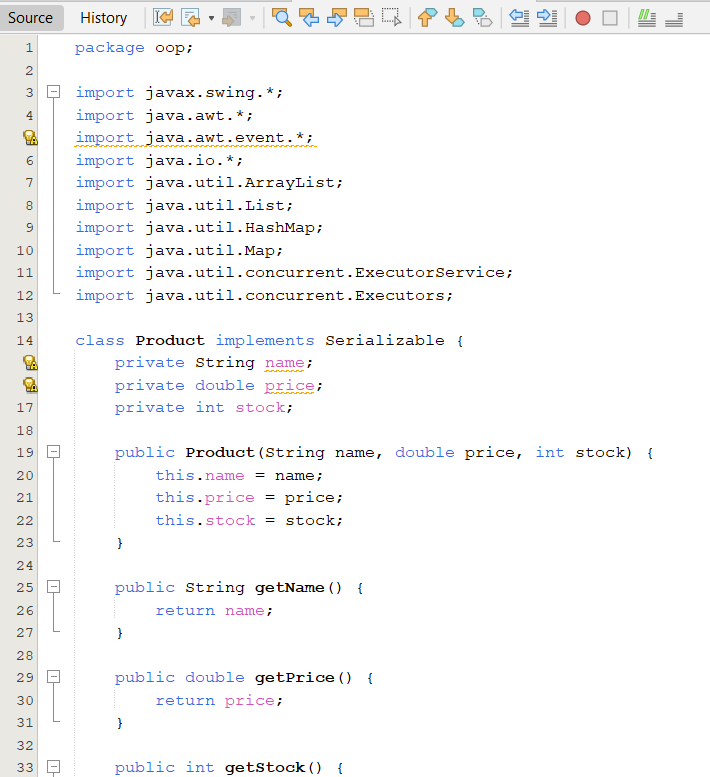 Source History
1 package oop;
2
3 import javax.swing.*;
4 import java.awt.*;
import java.awt.event.*;
6 import java.io.*;
7 import java.util.ArrayList;
8 import java.util.List;
9 import java.util.HashMap;
10 import java.util.Map;
11 import java.util.concurrent.ExecutorService;
12 import java.util.concurrent.Executors;
13
14 class Product implements Serializable {
private String name;
private double price;
17 private int stock;
18
19 public Product(String name, double price, int stock) {
20 this.name = name;
21 this.price = price;
22 this.stock = stock;
23 }
24
25 public String getName() {
26 return name;
27 }
28
29 public double getPrice() {
30 return price;
31 }
32
33 public int getStock() {